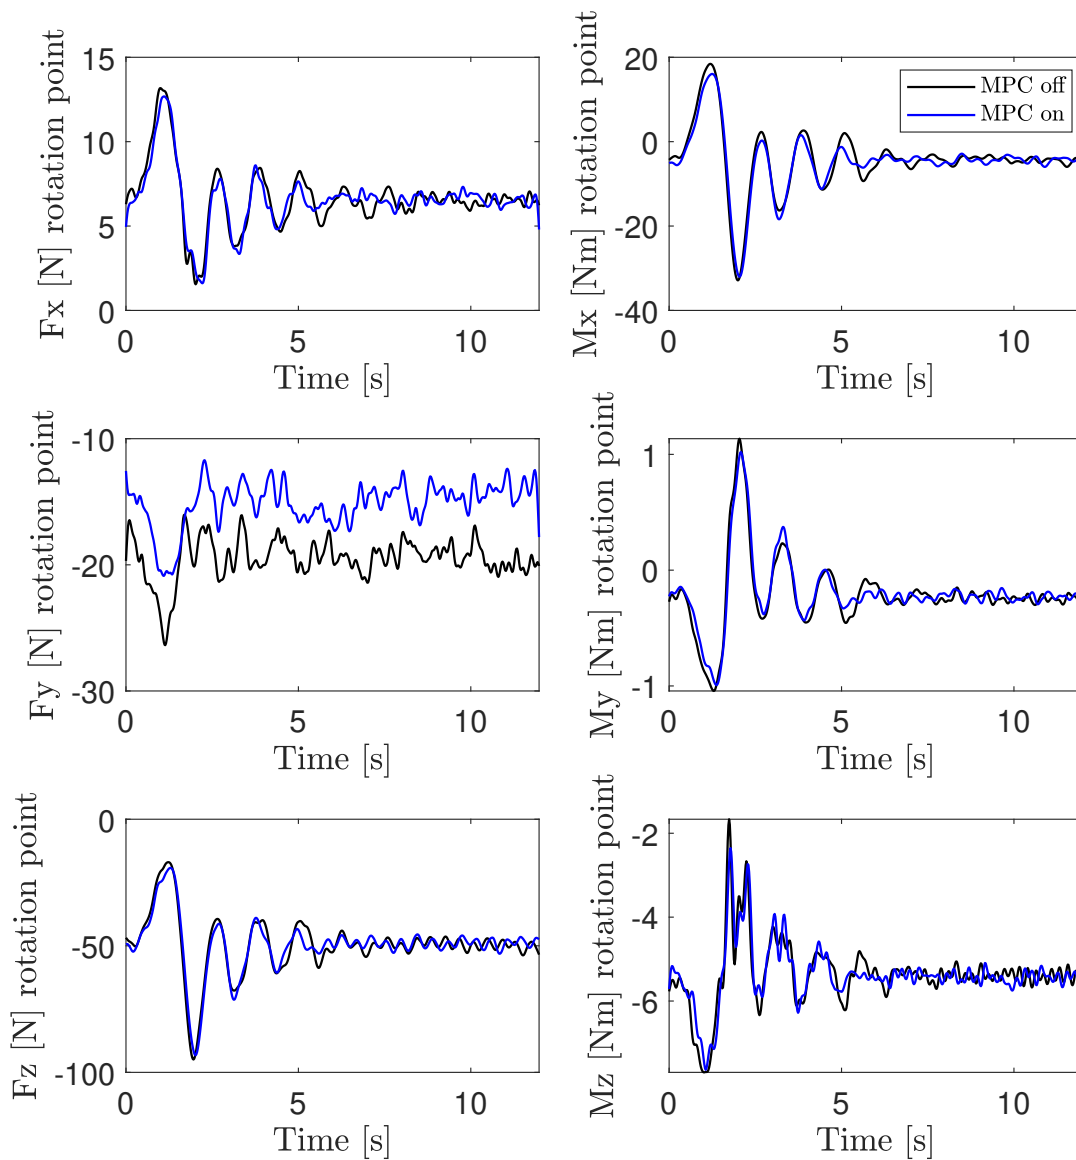 Fx [N] rotation point
15
10
5
0
0
5
10
Time [s]
Mx [Nm] rotation point
20
0
-20
-40
0
5
10
Time [s]
MPC off
MPC on
Fy [N] rotation point
-10
-20
-30
0
5
10
Time [s]
My [Nm] rotation point
1
0
-1
0
5
10
Time [s]
Fz [N] rotation point
0
-50
-100
0
5
10
Time [s]
Mz [Nm] rotation point
-2
-4
-6
0
5
10
Time [s]